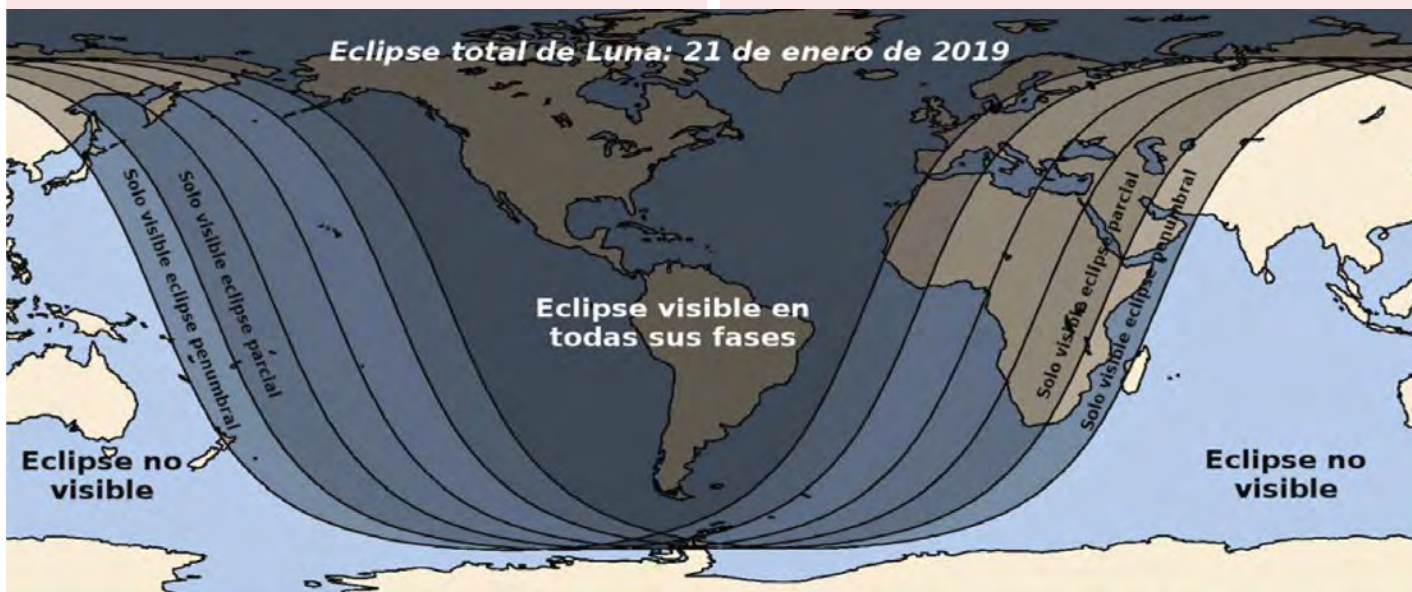 Eclipse total de Luna: 21 de enero de 2019
Solo visible eclipse penumbral
Solo visible eclipse parcial
Eclipse visible en
todas sus fases
Solo visible eclipse parcial
Solo visible eclipse penumbral
Eclipse no
visible
Eclipse no
visible